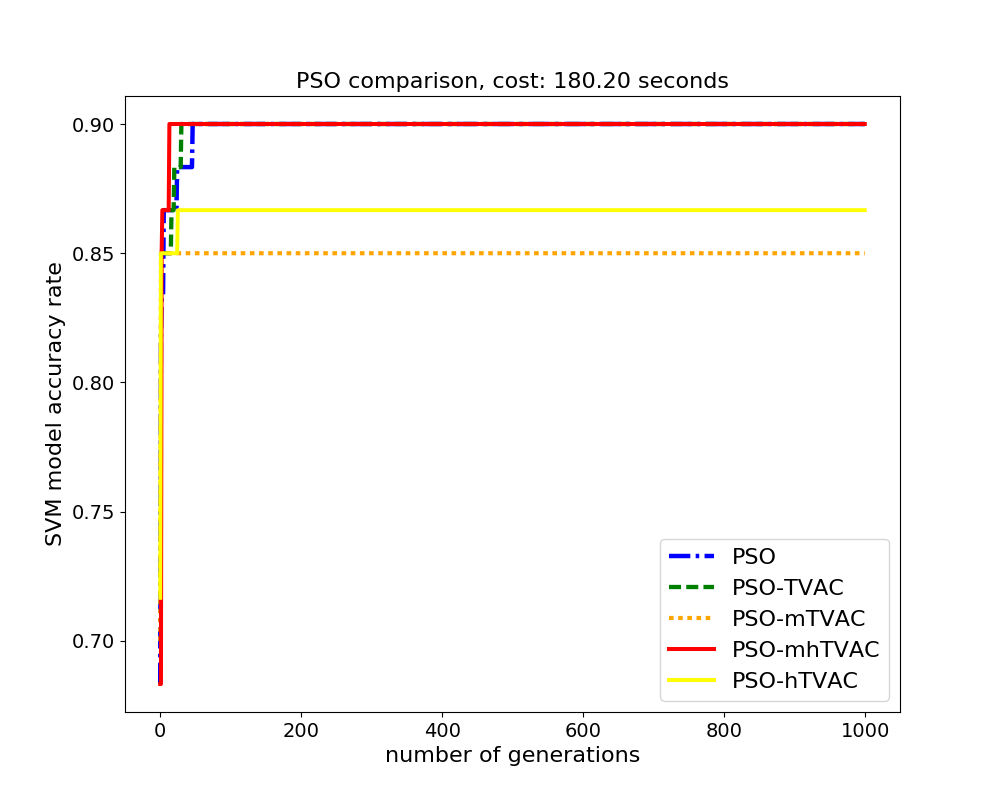 PSO comparison, cost: 180.20 seconds
0.90
0.85
0.80
0.75
0.70
SVM model accuracy rate
0 200 400 600 800 1000
number of generations
PSO
PSO-TVAC
PSO-mTVAC
PSO-mhTVAC
PSO-hTVAC